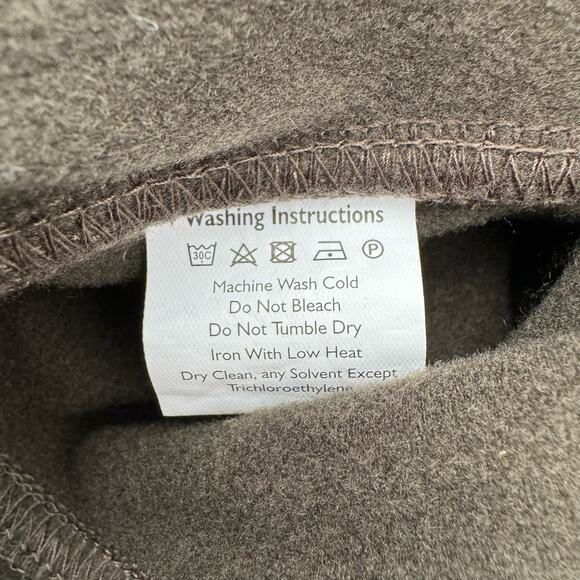 Washing Instructions
30C P
Machine Wash Cold
Do Not Bleach
Do Not Tumble Dry
Iron With Low Heat
Dry Clean, any Solvent Except
Trichloroethylene